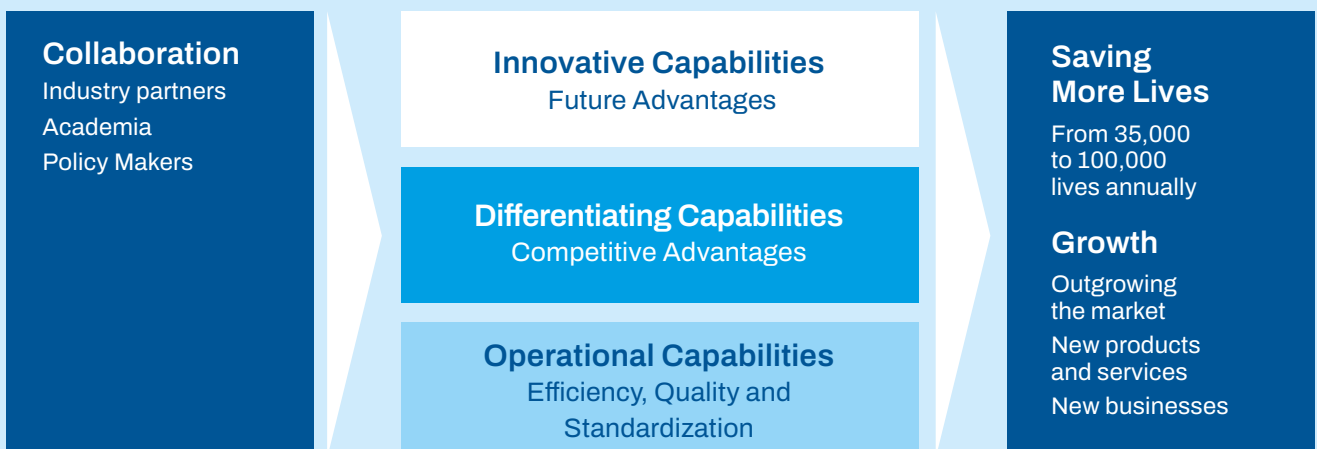 Collaboration
Industry partners
Academia
Policy Makers
Innovative Capabilities
Future Advantages
Differentiating Capabilities
Competitive Advantages
Operational Capabilities
Efficiency, Quality and
Standardization
Saving
More Lives
From 35,000
to 100,000
lives annually
Growth
Outgrowing
the market
New products
and services
New businesses